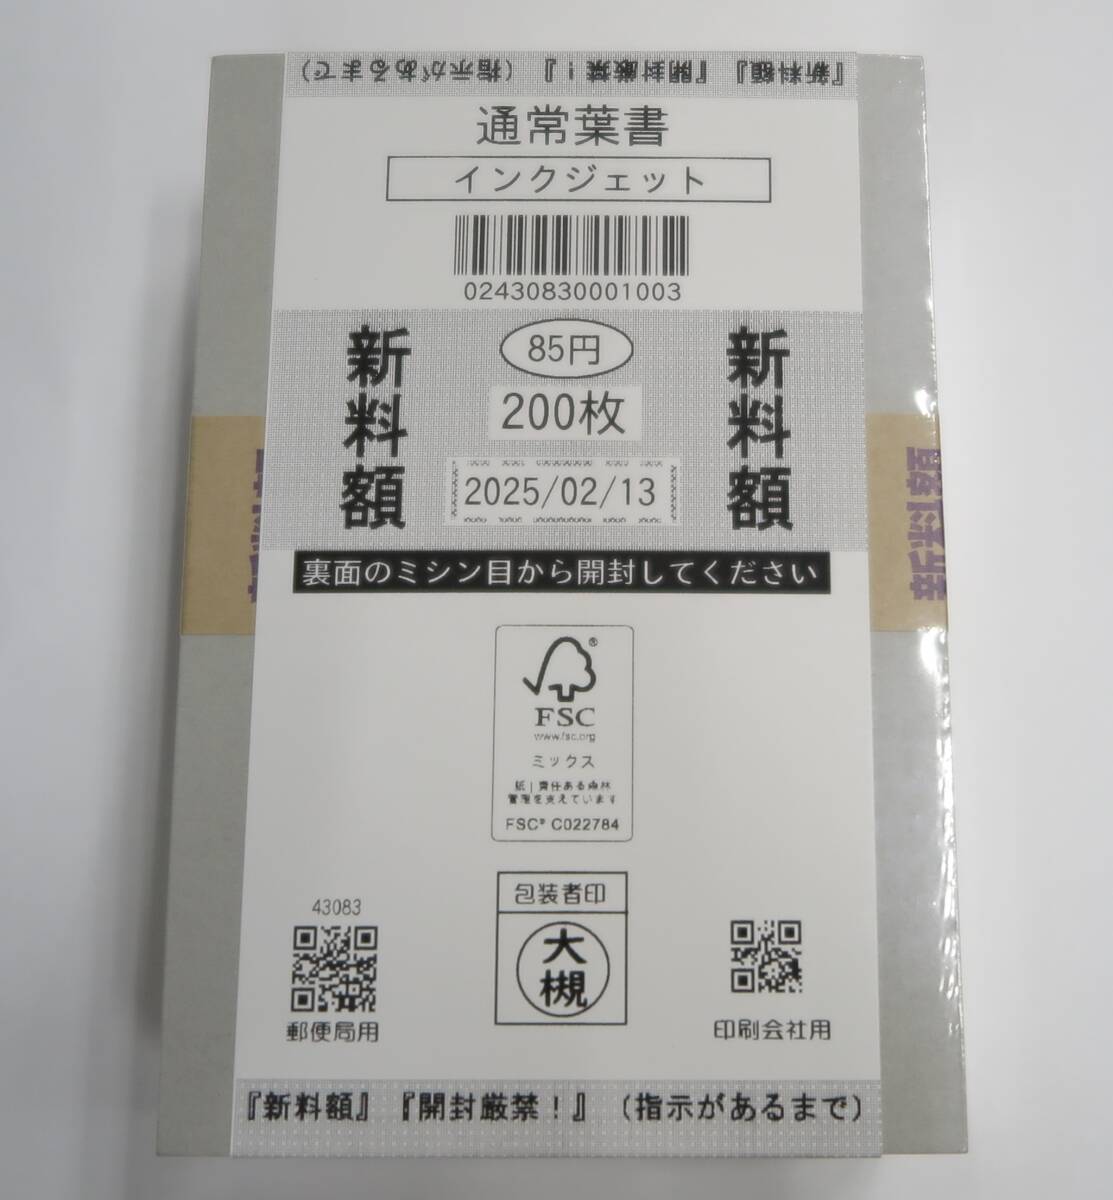 『新料額』 『開封厳禁！』 （指示があるまで）
通常葉書
インクジェット
02430830001003
新料額
85円
200枚
2025/02/13
新料額
新料額
裏面のミシン目から開封してください
FSC®
www.fsc.org
ミックス
紙｜責任ある森林
管理を支えています
FSC® C022784
包装者印
大槻
43083
郵便局用
印刷会社用
『新料額』 『開封厳禁！』 （指示があるまで）